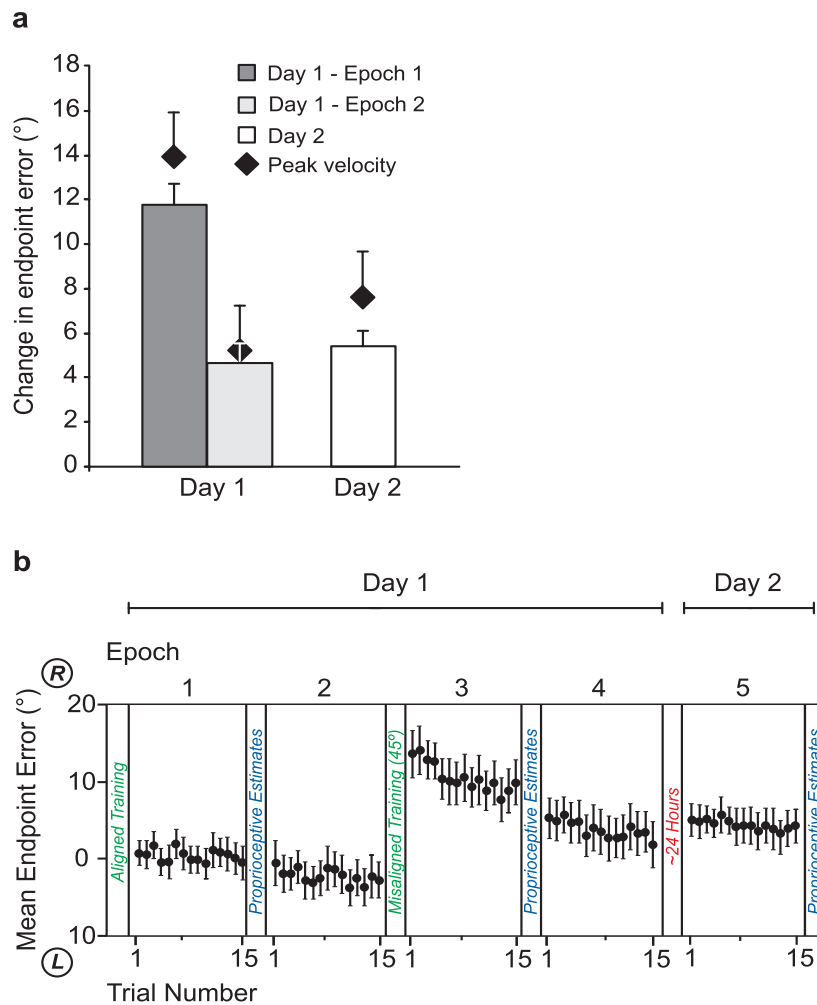 a
Change in endpoint error (°)
18
16
14
12
10
8
6
4
2
0
Day 1 - Epoch 1
Day 1 - Epoch 2
Day 2
Peak velocity
Day 1
Day 2
b
Day 1
Day 2
Epoch
R
1
2
3
4
5
Mean Endpoint Error (°)
20
10
0
10
Aligned Training
Proprioceptive Estimates
Misaligned Training (45º)
Proprioceptive Estimates
~24 Hours
Proprioceptive Estimates
L
1 15 1 15 1 15 1 15 1 15
Trial Number